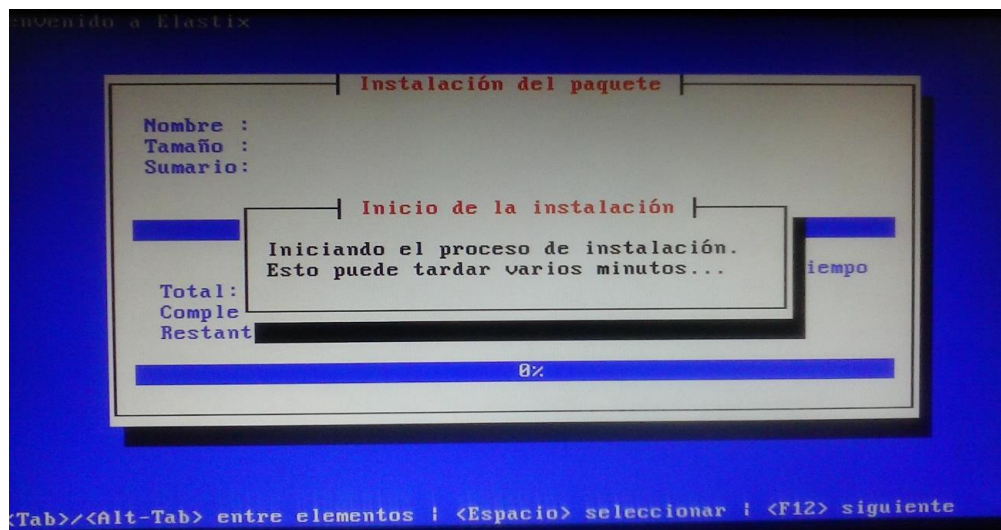 envenido a Elastix
Instalación del paquete
Nombre :
Tamaño :
Sumario:
Inicio de la instalación
Iniciando el proceso de instalación.
Esto puede tardar varios minutos...
iempo
Total:
Comple
Restant
0%
<Tab>/<Alt-Tab> entre elementos | <Espacio> seleccionar | <F12> siguiente